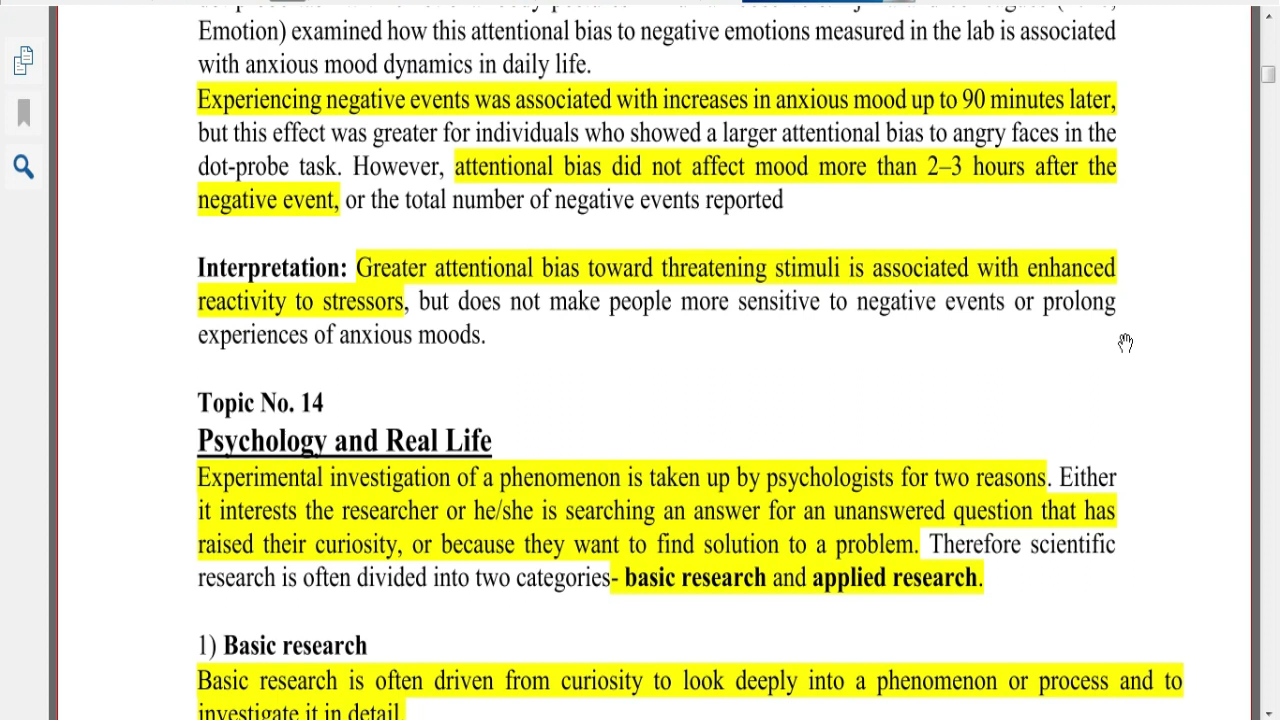 Emotion) examined how this attentional bias to negative emotions measured in the lab is associated
with anxious mood dynamics in daily life.
Experiencing negative events was associated with increases in anxious mood up to 90 minutes later,
but this effect was greater for individuals who showed a larger attentional bias to angry faces in the
dot-probe task. However, attentional bias did not affect mood more than 2–3 hours after the
negative event, or the total number of negative events reported
Interpretation: Greater attentional bias toward threatening stimuli is associated with enhanced
reactivity to stressors, but does not make people more sensitive to negative events or prolong
experiences of anxious moods.
Topic No. 14
Psychology and Real Life
Experimental investigation of a phenomenon is taken up by psychologists for two reasons. Either
it interests the researcher or he/she is searching an answer for an unanswered question that has
raised their curiosity, or because they want to find solution to a problem. Therefore scientific
research is often divided into two categories- basic research and applied research.
1) Basic research
Basic research is often driven from curiosity to look deeply into a phenomenon or process and to
investigate it in detail.